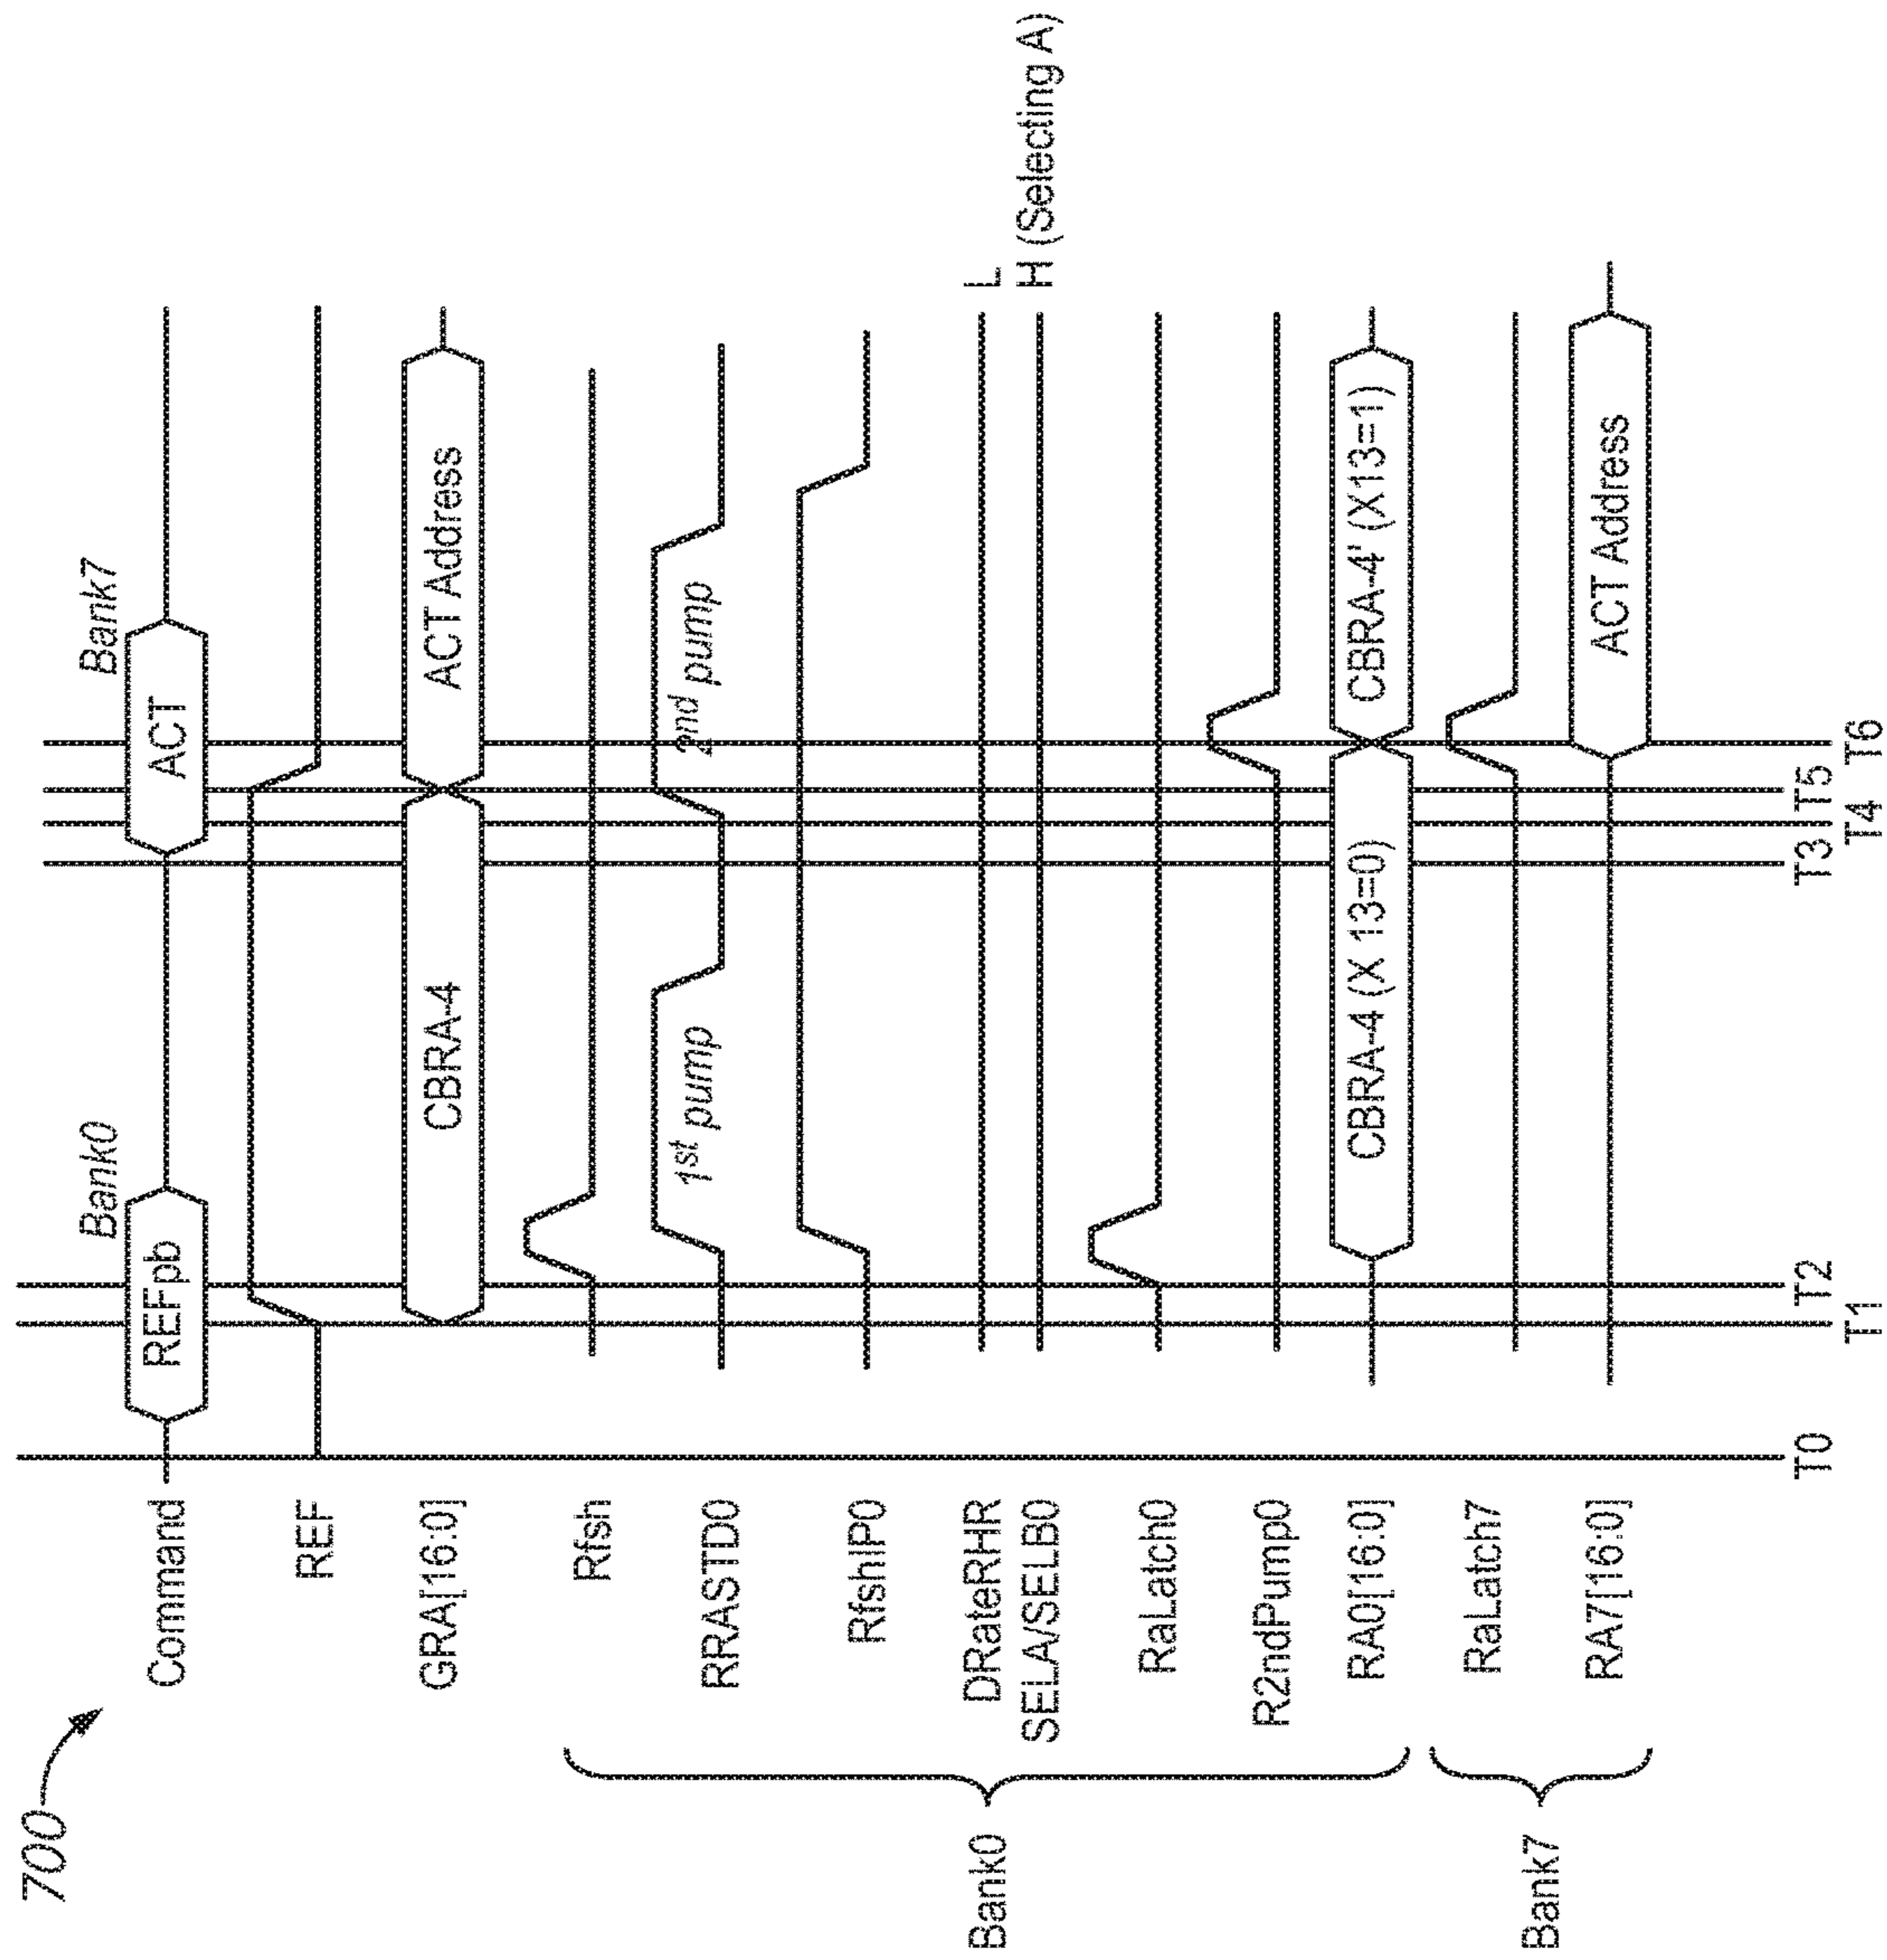 700
Bank0
Bank7
Command
REFpb
ACT
REF
GRA[16:0]
CBRA-4
ACT Address
Rfsh
RRASTD0
1st pump
2nd pump
RfshIP0
DRateRHR
L
SELA/SELB0
H (Selecting A)
RaLatch0
R2ndPump0
RA0[16:0]
CBRA-4 (X 13=0)
CBRA-4' (X13=1)
RaLatch7
RA7[16:0]
ACT Address
Bank0
Bank7
T0
T1
T2
T3
T4
T5
T6